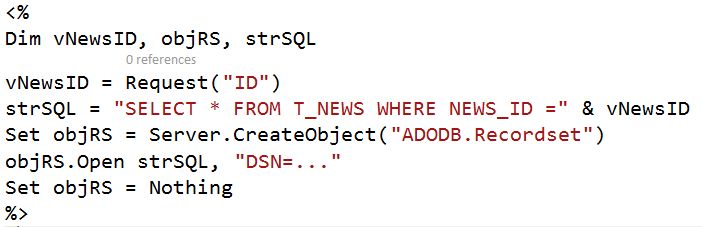 <%
Dim vNewsID, objRS, strSQL
0 references
vNewsID = Request("ID")
strSQL = "SELECT * FROM T_NEWS WHERE NEWS_ID =" & vNewsID
Set objRS = Server.CreateObject("ADODB.Recordset")
objRS.Open strSQL, "DSN=..."
Set objRS = Nothing
%>